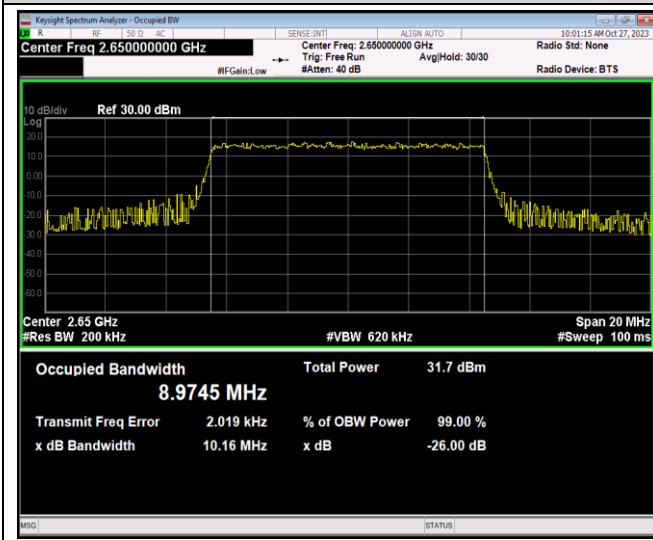 Keysight Spectrum Analyzer - Occupied BW
R RF 50 Ω AC SENSE:INT ALIGN AUTO 10:01:15 AM Oct 27, 2023
Center Freq 2.650000000 GHz Center Freq: 2.650000000 GHz Radio Std: None
Trig: Free Run Avg|Hold: 30/30
#IFGain:Low #Atten: 40 dB Radio Device: BTS
10 dB/div Ref 30.00 dBm
Log
20.0
10.0
0.00
-10.0
-20.0
-30.0
-40.0
-50.0
-60.0
Center 2.65 GHz Span 20 MHz
#Res BW 200 kHz #VBW 620 kHz #Sweep 100 ms
Occupied Bandwidth Total Power 31.7 dBm
8.9745 MHz
Transmit Freq Error 2.019 kHz % of OBW Power 99.00 %
x dB Bandwidth 10.16 MHz x dB -26.00 dB
MSG STATUS